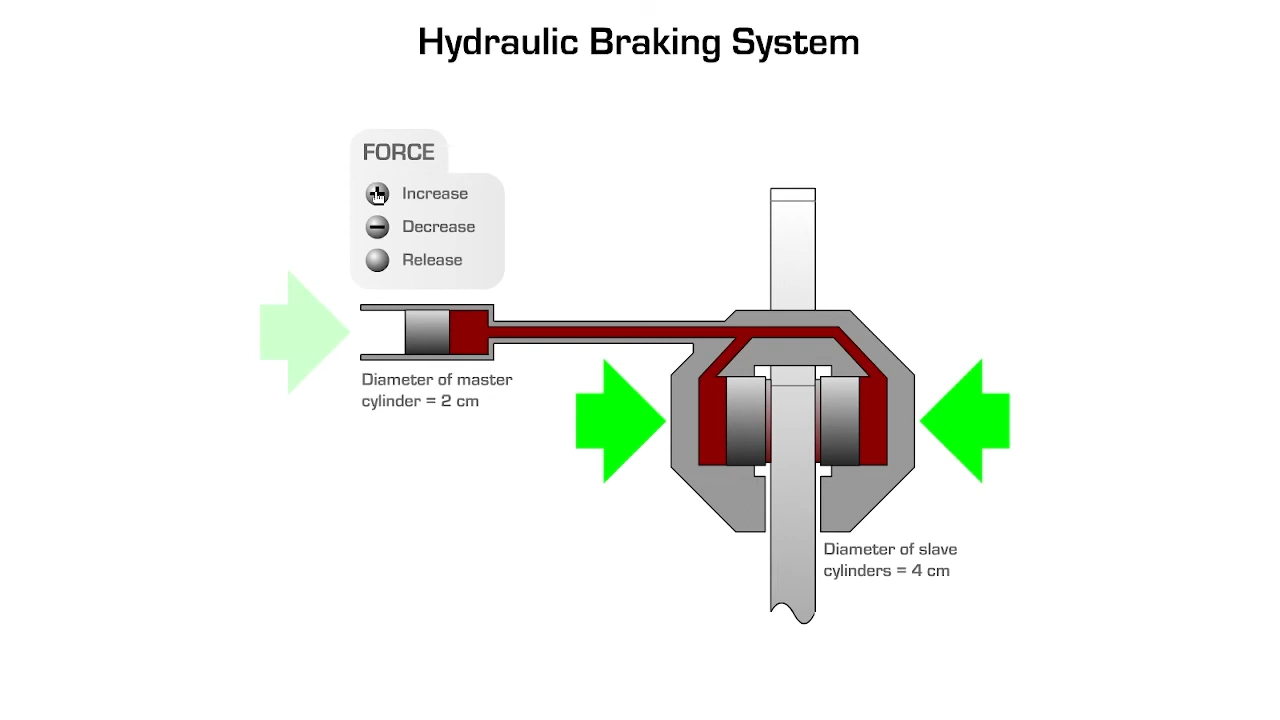 Hydraulic Braking System
FORCE
Increase
Decrease
Release
Diameter of master
cylinder = 2 cm
Diameter of slave
cylinders = 4 cm